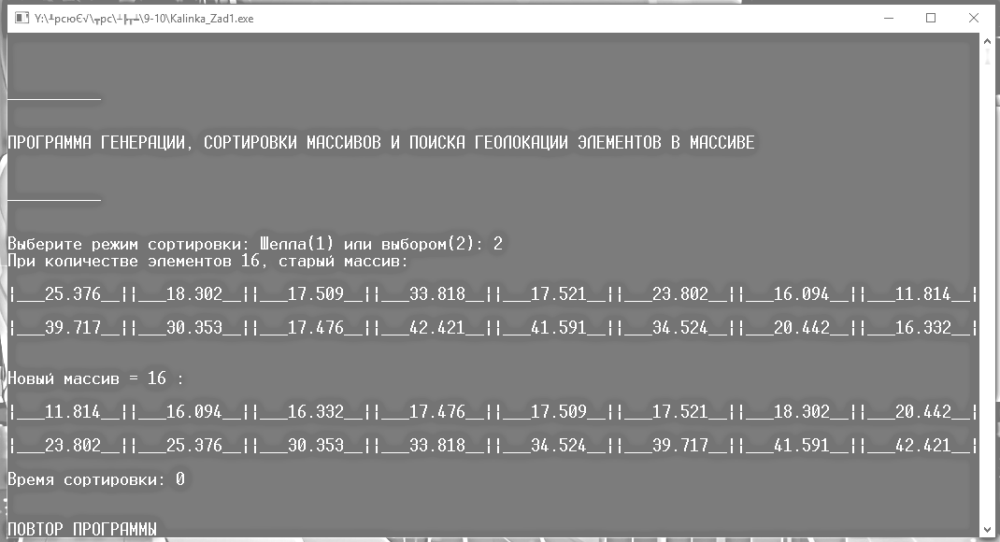 Y:\╨рсюЄ√\┬рс\┴╠┬┴\9-10\Kalinka_Zad1.exe
__________
ПРОГРАММА ГЕНЕРАЦИИ, СОРТИРОВКИ МАССИВОВ И ПОИСКА ГЕОЛОКАЦИИ ЭЛЕМЕНТОВ В МАССИВЕ
__________
Выберите режим сортировки: Шелла(1) или выбором(2): 2
При количестве элементов 16, старый массив:
¦___25.376__¦¦___18.302__¦¦___17.509__¦¦___33.818__¦¦___17.521__¦¦___23.802__¦¦___16.094__¦¦___11.814__¦
¦___39.717__¦¦___30.353__¦¦___17.476__¦¦___42.421__¦¦___41.591__¦¦___34.524__¦¦___20.442__¦¦___16.332__¦
Новый массив = 16 :
¦___11.814__¦¦___16.094__¦¦___16.332__¦¦___17.476__¦¦___17.509__¦¦___17.521__¦¦___18.302__¦¦___20.442__¦
¦___23.802__¦¦___25.376__¦¦___30.353__¦¦___33.818__¦¦___34.524__¦¦___39.717__¦¦___41.591__¦¦___42.421__¦
Время сортировки: 0
ПОВТОР ПРОГРАММЫ